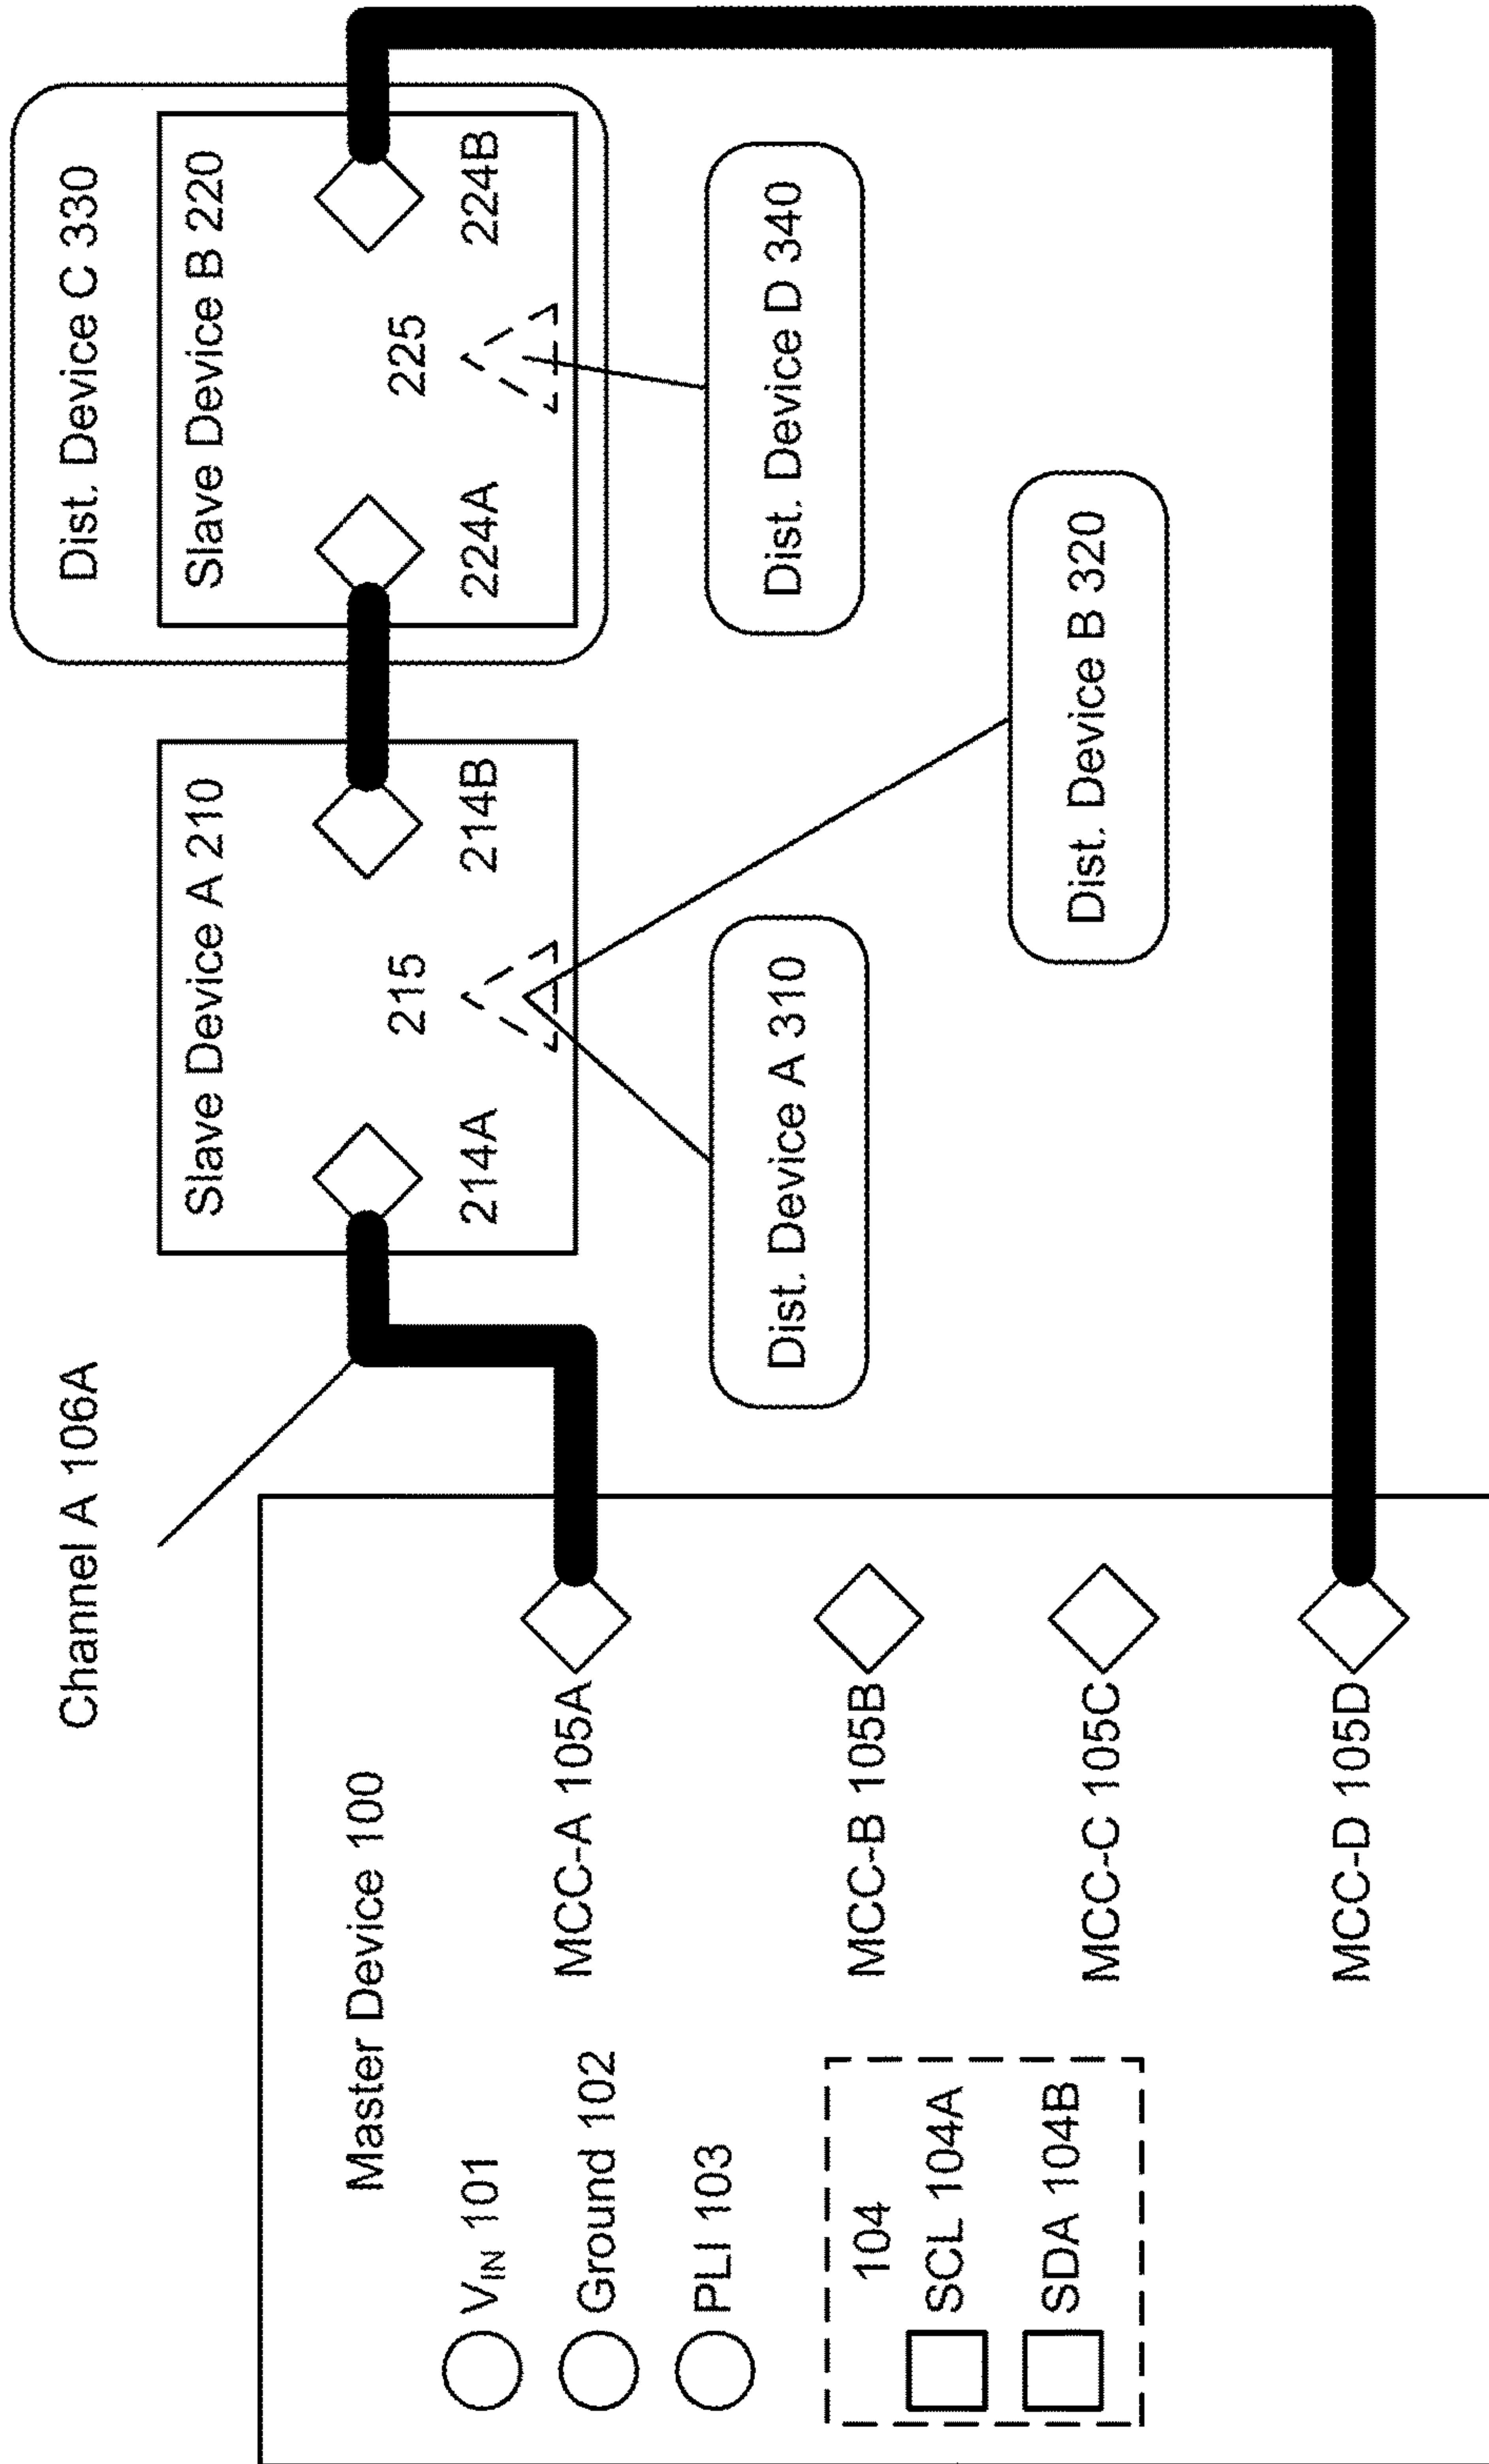 Channel A 106A
Master Device 100
VIN 101
Ground 102
PLI 103
104
SCL 104A
SDA 104B
MCC-A 105A
MCC-B 105B
MCC-C 105C
MCC-D 105D
Slave Device A 210
215
214A
214B
Dist. Device A 310
Dist. Device B 320
Dist. Device C 330
Slave Device B 220
225
224A
224B
Dist. Device D 340